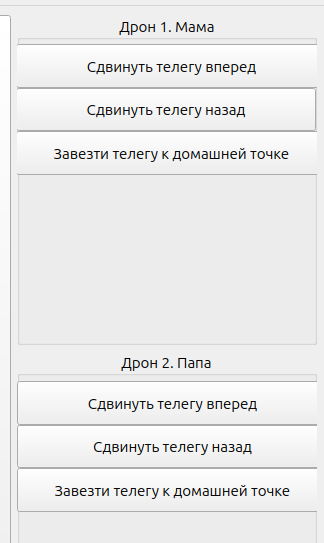 Дрон 1. Мама
Сдвинуть телегу вперед
Сдвинуть телегу назад
Завезти телегу к домашней точке
Дрон 2. Папа
Сдвинуть телегу вперед
Сдвинуть телегу назад
Завезти телегу к домашней точке